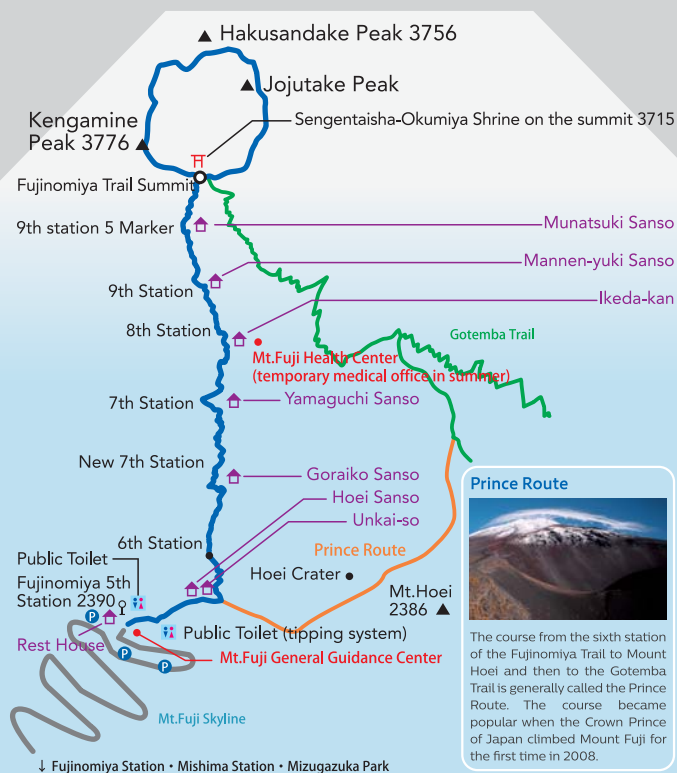 Hakusandake Peak 3756
Jojutake Peak
Kengamine
Peak 3776
Sengentaisha-Okumiya Shrine on the summit 3715
Fujinomiya Trail Summit
9th station 5 Marker
Munatsuki Sanso
Mannen-yuki Sanso
9th Station
Ikeda-kan
8th Station
Gotemba Trail
Mt.Fuji Health Center
(temporary medical office in summer)
7th Station
Yamaguchi Sanso
New 7th Station
Goraiko Sanso
Hoei Sanso
Unkai-so
6th Station
Prince Route
Public Toilet
Hoei Crater
Fujinomiya 5th
Station 2390
Mt.Hoei
2386
P
Rest House
Public Toilet (tipping system)
P
P
Mt.Fuji General Guidance Center
Mt.Fuji Skyline
↓ Fujinomiya Station・Mishima Station・Mizugazuka Park
Prince Route
The course from the sixth station
of the Fujinomiya Trail to Mount
Hoei and then to the Gotemba
Trail is generally called the Prince
Route. The course became
popular when the Crown Prince
of Japan climbed Mount Fuji for
the first time in 2008.